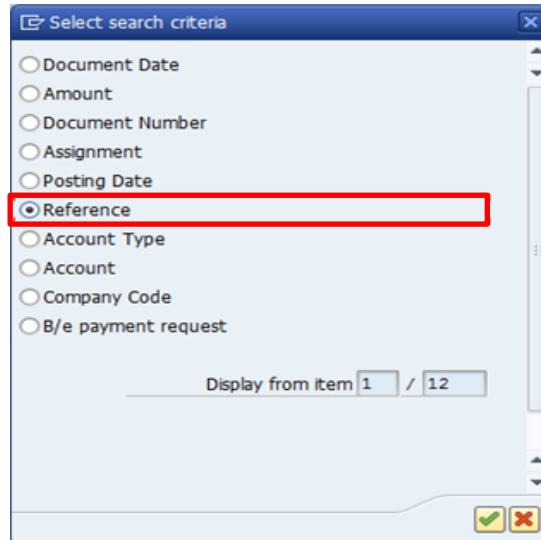 Select search criteria
Document Date
Amount
Document Number
Assignment
Posting Date
Reference
Account Type
Account
Company Code
B/e payment request
Display from item 1 / 12